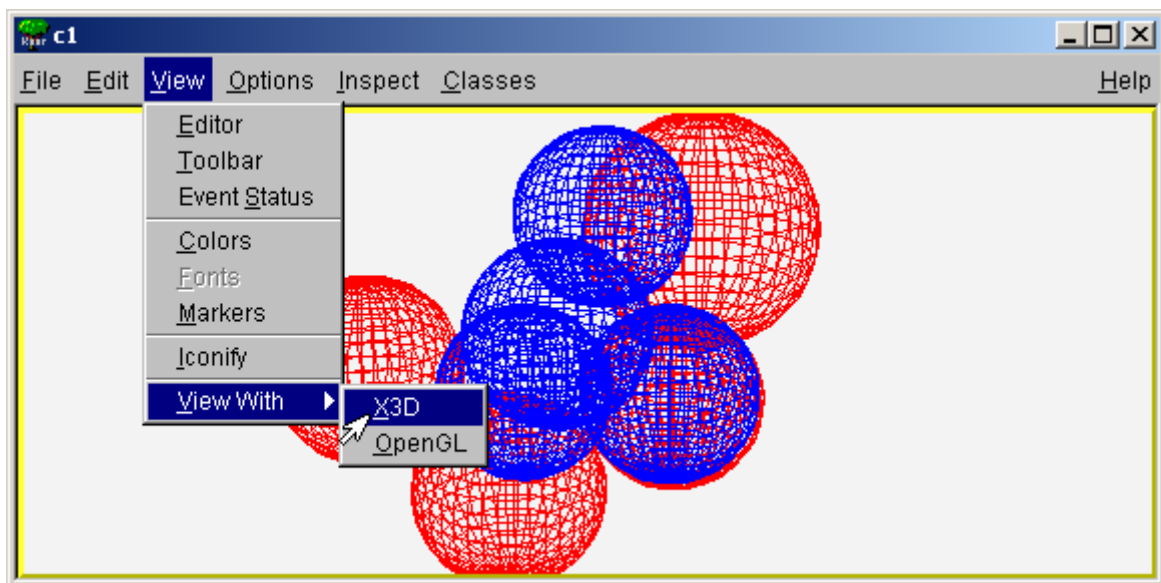 c1
File Edit View Options Inspect Classes Help
Editor
Toolbar
Event Status
Colors
Fonts
Markers
Iconify
View With
X3D
OpenGL